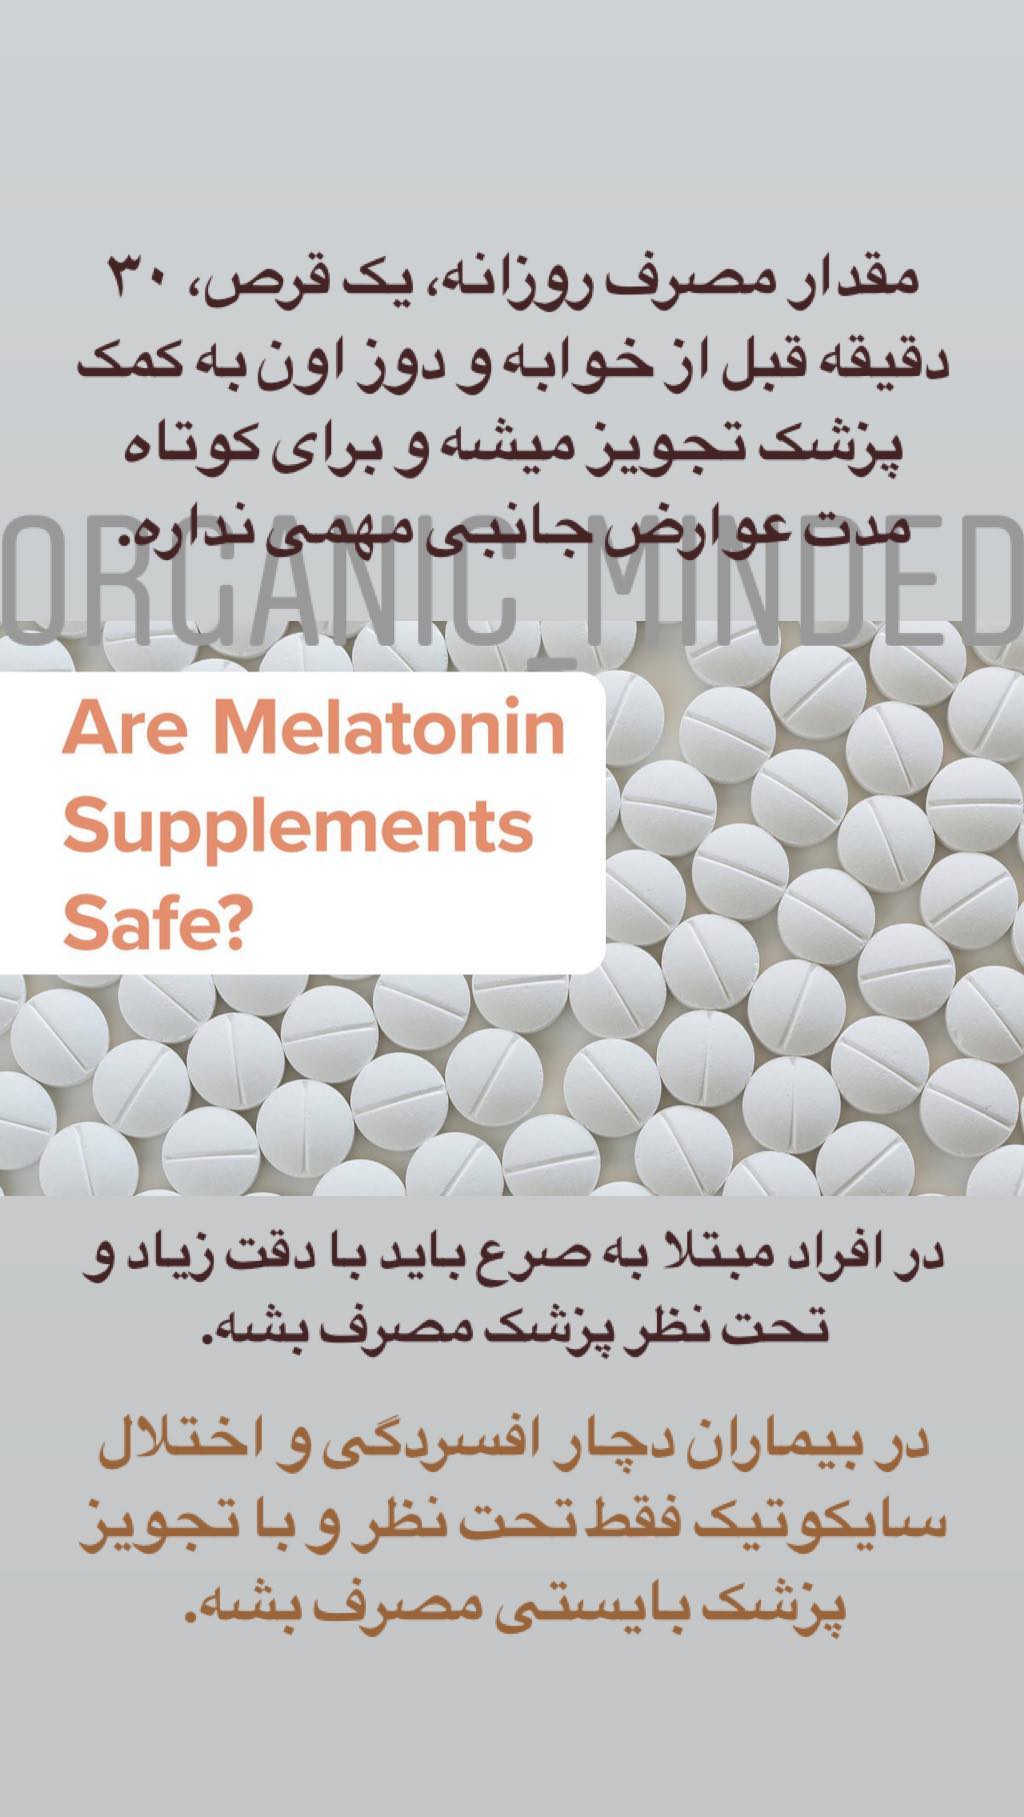 مقدار مصرف روزانه، یک قرص، ۳۰
دقیقه قبل از خوابه و دوز اون به کمک
پزشک تجویز میشه و برای کوتاه
مدت عوارض جانبی مهمی نداره.
ORGANIC_MINDED
Are Melatonin
Supplements
Safe?
در افراد مبتلا به صرع باید با دقت زیاد و
تحت نظر پزشک مصرف بشه.
در بیماران دچار افسردگی و اختلال
سایکوتیک فقط تحت نظر و با تجویز
پزشک بایستی مصرف بشه.